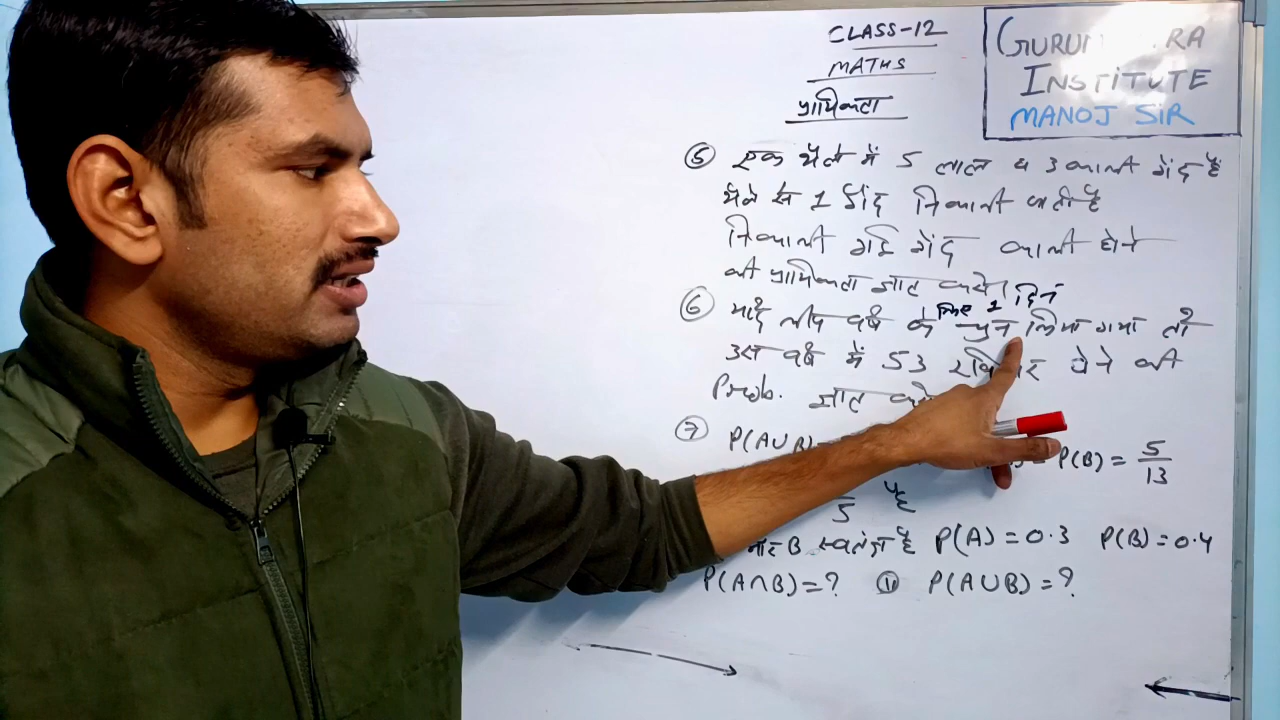 CLASS-12
MATHS
प्रायिकता
GURU RA
INSTITUTE
MANOJ SIR
⑤ एक थैले में 5 लाल व 3 काली गेंद है
थैले से 1 गेंद निकाली जाती है
निकाली गई गेंद काली होने
की प्रायिकता ज्ञात करो।
1 दिन
⑥ यदि लीप वर्ष के चुन लिया गया तो
उस वर्ष में 53 होने की
Prob. ज्ञात
⑦ P(A∪B) P(B) = 5/13
5
B स्वतंत्र है P(A) = 0.3 P(B) = 0.4
P(A∩B) = ? ⑪ P(A∪B) = ?